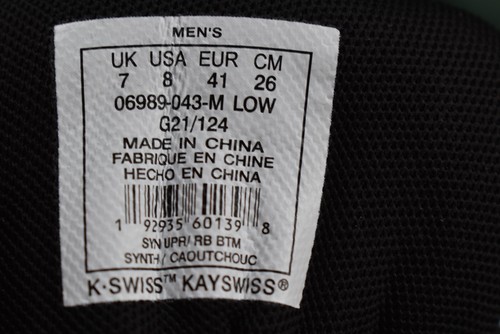 MEN'S
UK USA EUR CM
7 8 41 26
06989-043-M LOW
G21/124
MADE IN CHINA
FABRIQUE EN CHINE
HECHO EN CHINA
1 92935 60139 8
SYN UPR/ RB BTM
SYNTH / CAOUTCHOUC
K·SWISS™ KAYSWISS®